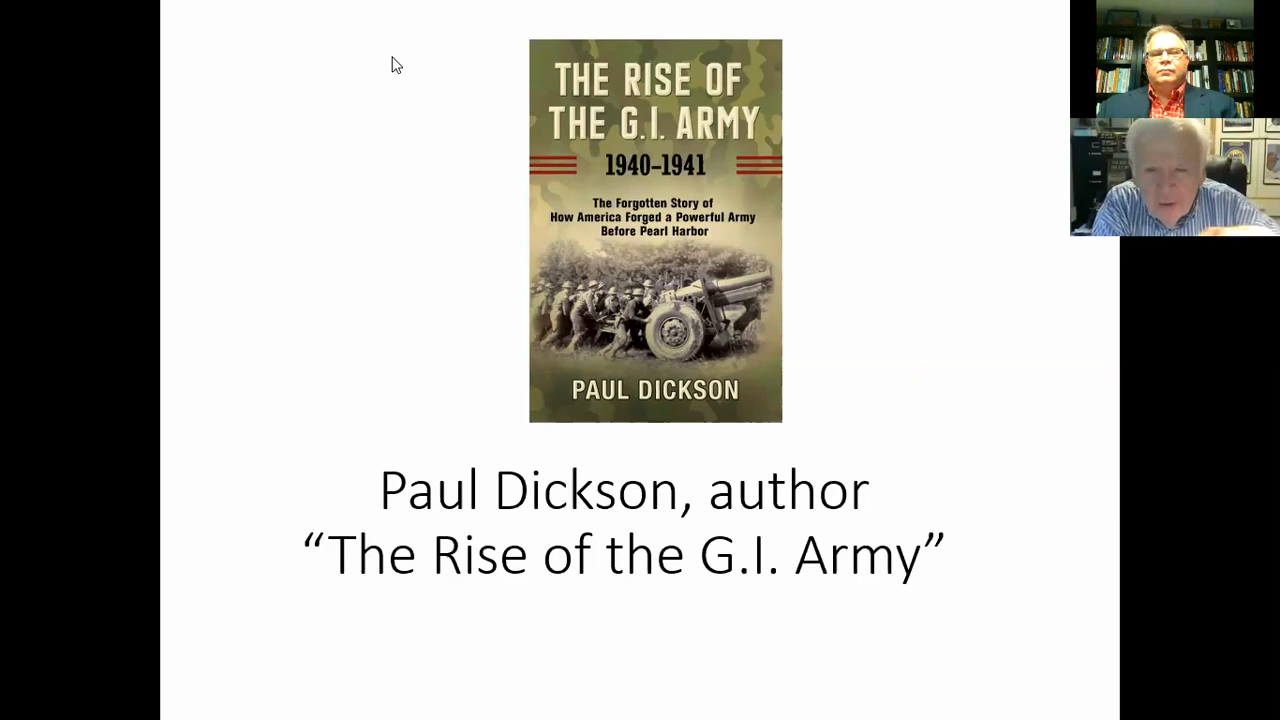 THE RISE OF
THE G.I. ARMY
1940–1941
The Forgotten Story of
How America Forged a Powerful Army
Before Pearl Harbor
PAUL DICKSON
Paul Dickson, author
“The Rise of the G.I. Army”